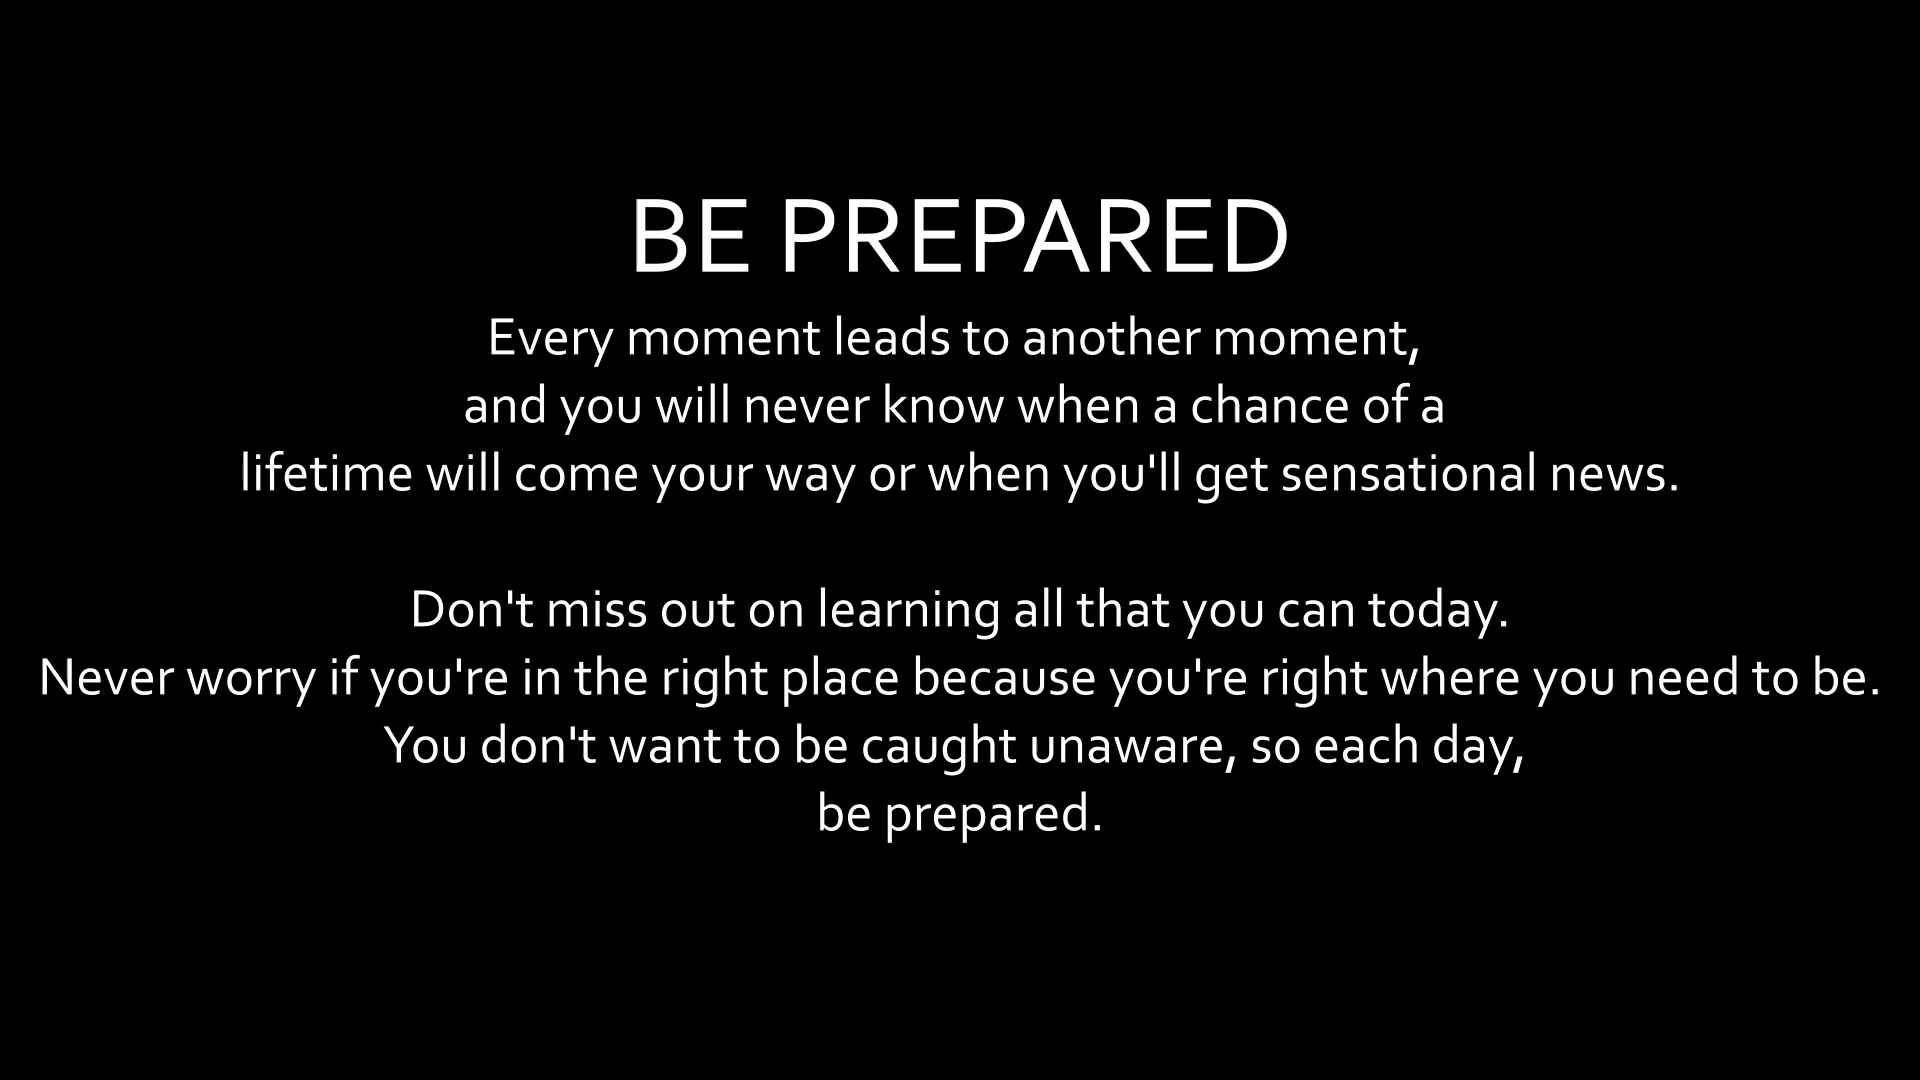 BE PREPARED
Every moment leads to another moment,
and you will never know when a chance of a
lifetime will come your way or when you'll get sensational news.
Don't miss out on learning all that you can today.
Never worry if you're in the right place because you're right where you need to be.
You don't want to be caught unaware, so each day,
be prepared.